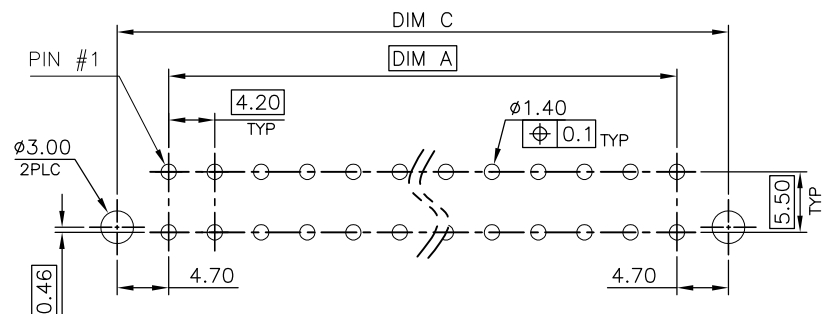 DIM C
PIN #1
DIM A
4.20
TYP
ø1.40
⌖ 0.1 TYP
ø3.00
2PLC
5.50
TYP
0.46
4.70
4.70